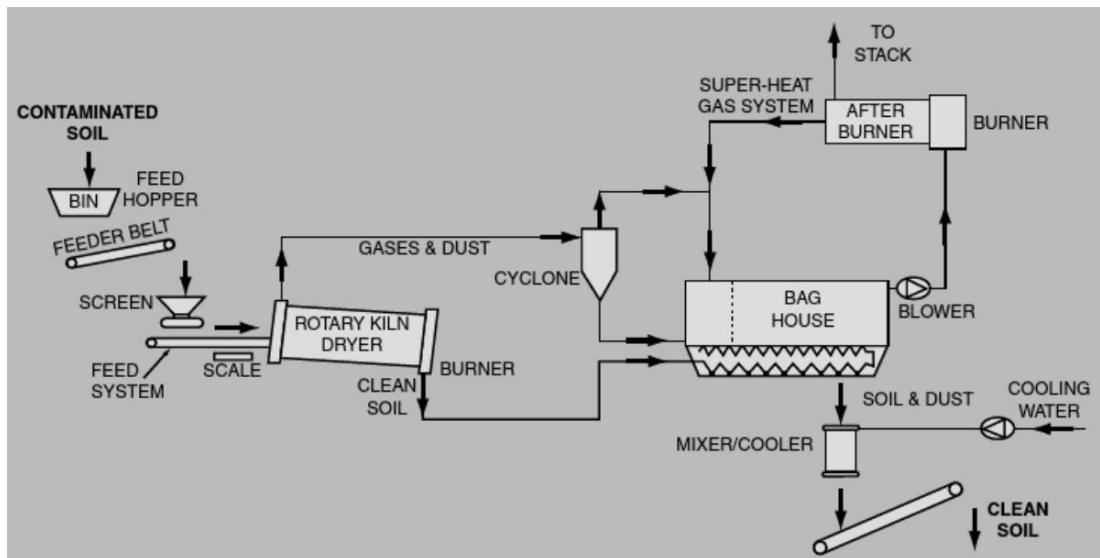 CONTAMINATED
SOIL
BIN
FEED
HOPPER
FEEDER BELT
SCREEN
FEED
SYSTEM
SCALE
ROTARY KILN
DRYER
BURNER
CLEAN
SOIL
GASES & DUST
CYCLONE
SUPER-HEAT
GAS SYSTEM
TO
STACK
AFTER
BURNER
BURNER
BAG
HOUSE
BLOWER
SOIL & DUST
COOLING
WATER
MIXER/COOLER
CLEAN
SOIL